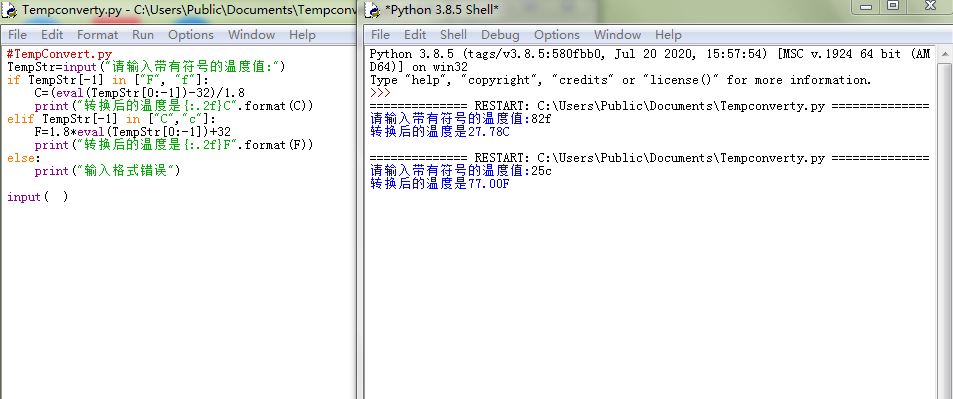 Tempconverty.py - C:\Users\Public\Documents\Tempconve
File Edit Format Run Options Window Help
#TempConvert.py
TempStr=input("请输入带有符号的温度值:")
if TempStr[-1] in ["F", "f"]:
    C=(eval(TempStr[0:-1])-32)/1.8
    print("转换后的温度是{:.2f}C".format(C))
elif TempStr[-1] in ["C","c"]:
    F=1.8*eval(TempStr[0:-1])+32
    print("转换后的温度是{:.2f}F".format(F))
else:
    print("输入格式错误")
input(  )
*Python 3.8.5 Shell*
File Edit Shell Debug Options Window Help
Python 3.8.5 (tags/v3.8.5:580fbb0, Jul 20 2020, 15:57:54) [MSC v.1924 64 bit (AM
D64)] on win32
Type "help", "copyright", "credits" or "license()" for more information.
>>>
============== RESTART: C:\Users\Public\Documents\Tempconverty.py ==============
请输入带有符号的温度值:82f
转换后的温度是27.78C
============== RESTART: C:\Users\Public\Documents\Tempconverty.py ==============
请输入带有符号的温度值:25c
转换后的温度是77.00F